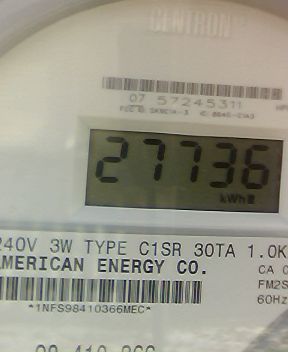 CENTRON
07 57245311
27736
kWh
240V 3W TYPE C1SR 30TA 1.0K
AMERICAN ENERGY CO.
CA 0
FM2S
60Hz
*1NFS98410366MEC*